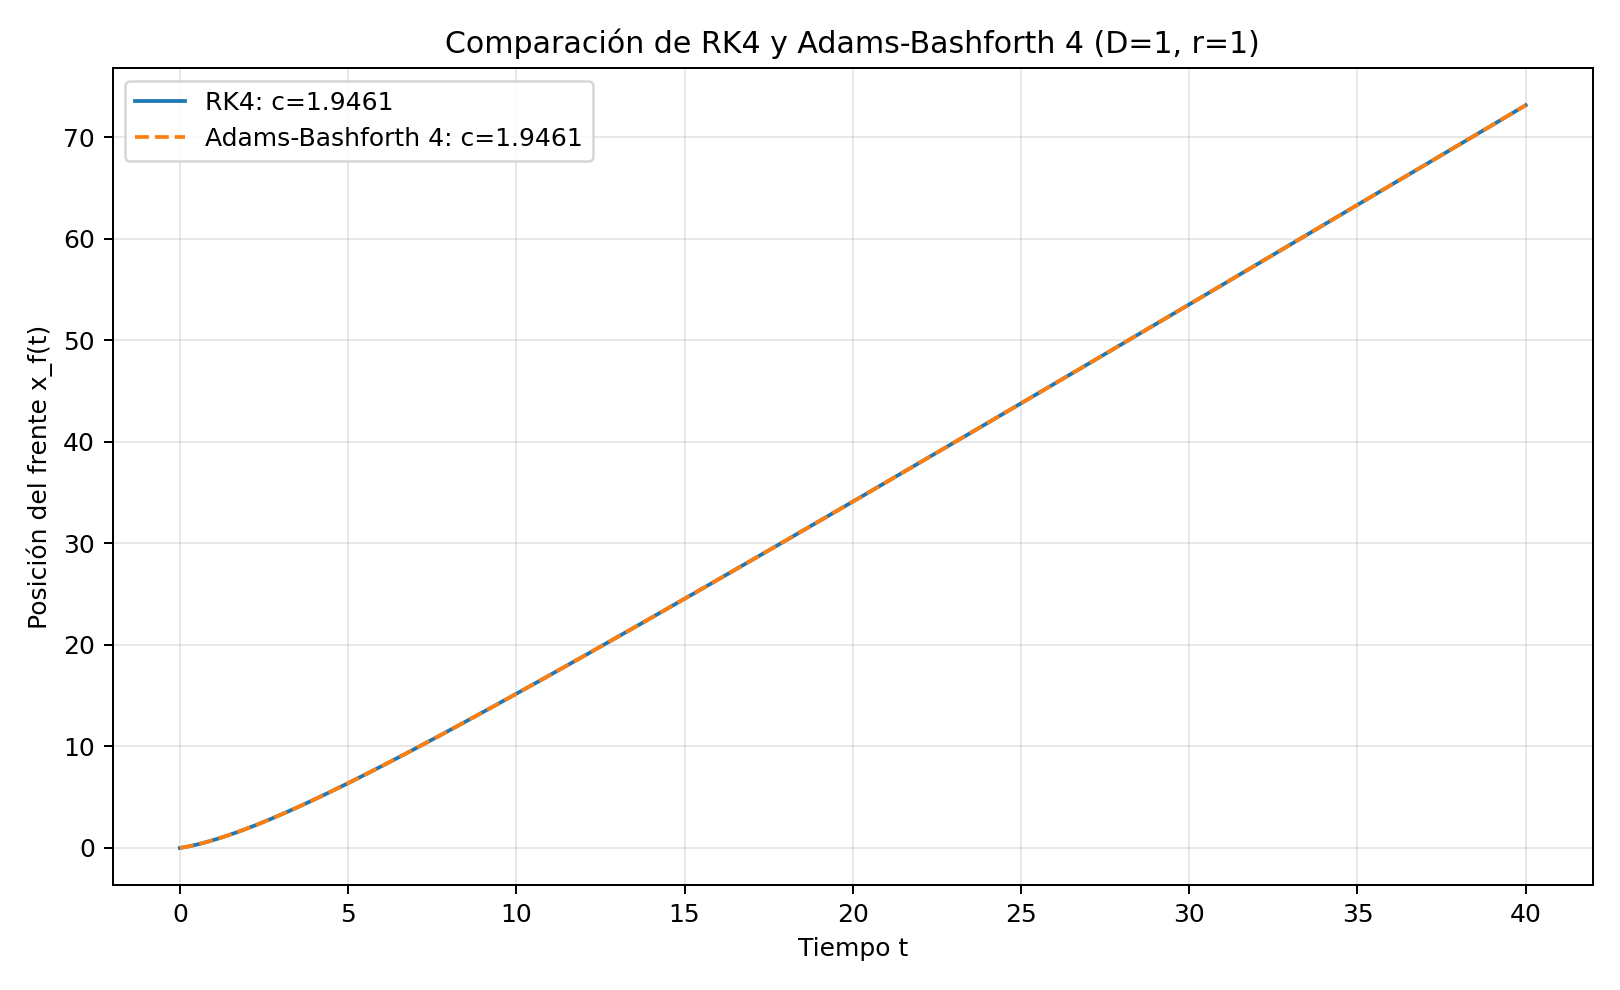 Comparación de RK4 y Adams-Bashforth 4 (D=1, r=1)
RK4: c=1.9461
Adams-Bashforth 4: c=1.9461
Posición del frente x_f(t)
70
60
50
40
30
20
10
0
0 5 10 15 20 25 30 35 40
Tiempo t